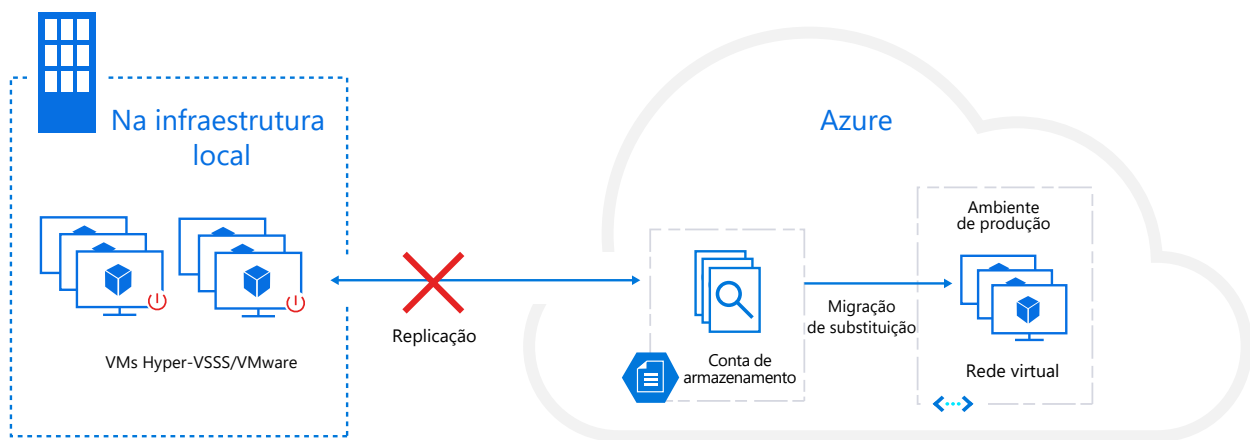 Na infraestrutura
local
Azure
Ambiente
de produção
Replicação
Migração
de substituição
VMs Hyper-VSSS/VMware
Conta de
armazenamento
Rede virtual